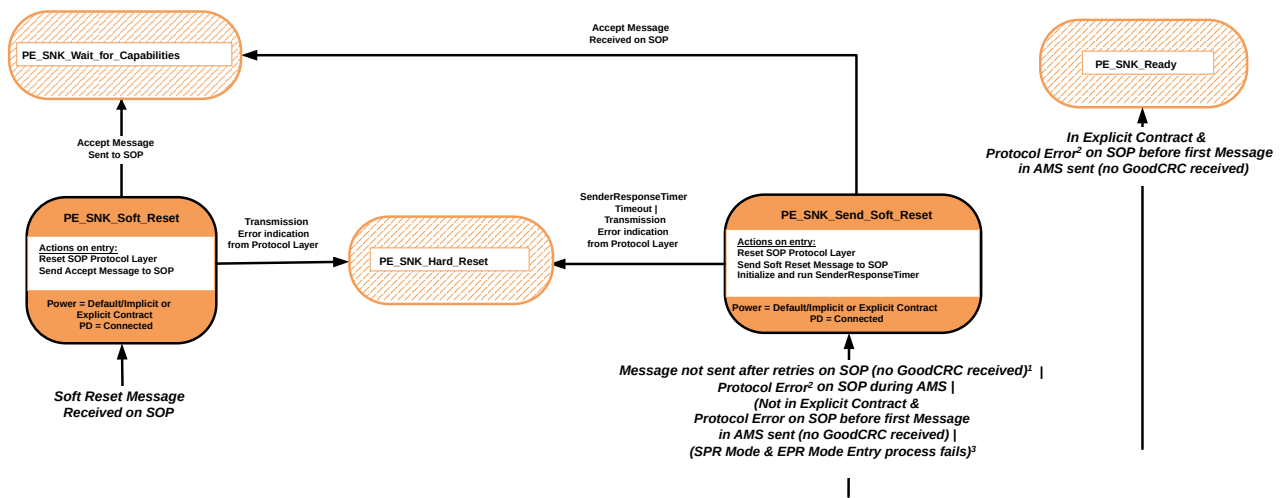 Accept Message
Received on SOP
PE_SNK_Wait_for_Capabilities
PE_SNK_Ready
Accept Message
Sent to SOP
In Explicit Contract &
Protocol Error² on SOP before first Message
in AMS sent (no GoodCRC received)
PE_SNK_Soft_Reset
Actions on entry:
Reset SOP Protocol Layer
Send Accept Message to SOP
Power = Default/Implicit or
Explicit Contract
PD = Connected
Transmission
Error indication
from Protocol Layer
PE_SNK_Hard_Reset
SenderResponseTimer
Timeout |
Transmission
Error indication
from Protocol Layer
PE_SNK_Send_Soft_Reset
Actions on entry:
Reset SOP Protocol Layer
Send Soft Reset Message to SOP
Initialize and run SenderResponseTimer
Power = Default/Implicit or Explicit Contract
PD = Connected
Soft Reset Message
Received on SOP
Message not sent after retries on SOP (no GoodCRC received)¹ |
Protocol Error² on SOP during AMS |
(Not in Explicit Contract &
Protocol Error on SOP before first Message
in AMS sent (no GoodCRC received) |
(SPR Mode & EPR Mode Entry process fails)³